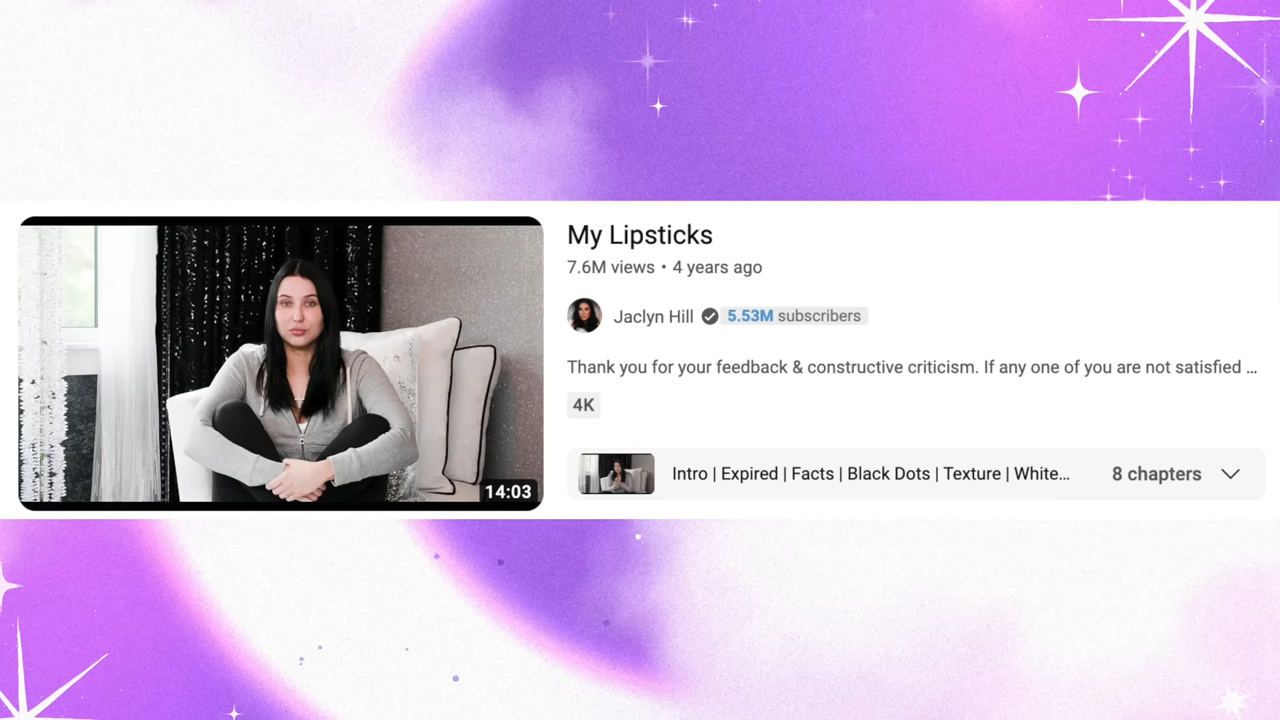 My Lipsticks
7.6M views • 4 years ago
Jaclyn Hill 5.53M subscribers
Thank you for your feedback & constructive criticism. If any one of you are not satisfied ...
4K
Intro | Expired | Facts | Black Dots | Texture | White... 8 chapters
14:03